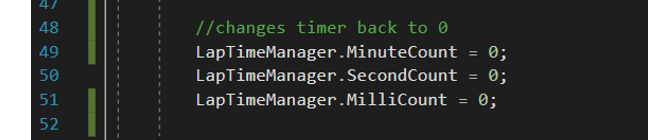 47
48 //changes timer back to 0
49 LapTimeManager.MinuteCount = 0;
50 LapTimeManager.SecondCount = 0;
51 LapTimeManager.MilliCount = 0;
52